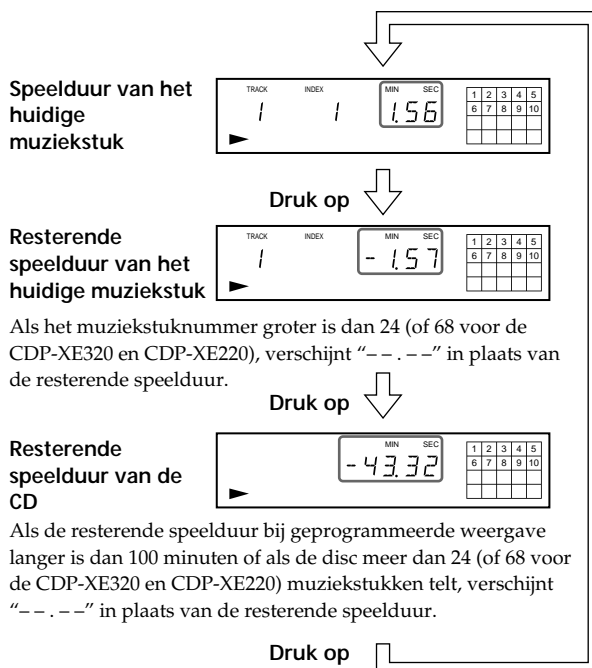 Speelduur van het
huidige
muziekstuk
TRACK INDEX MIN SEC
1 1 1.56
1 2 3 4 5
6 7 8 9 10
Druk op
Resterende
speelduur van het
huidige muziekstuk
TRACK INDEX MIN SEC
1 - 1.57
1 2 3 4 5
6 7 8 9 10
Als het muziekstuknummer groter is dan 24 (of 68 voor de
CDP-XE320 en CDP-XE220), verschijnt “– – . – –” in plaats van
de resterende speelduur.
Druk op
Resterende
speelduur van de
CD
MIN SEC
- 43.32
1 2 3 4 5
6 7 8 9 10
Als de resterende speelduur bij geprogrammeerde weergave
langer is dan 100 minuten of als de disc meer dan 24 (of 68 voor
de CDP-XE320 en CDP-XE220) muziekstukken telt, verschijnt
“– – . – –” in plaats van de resterende speelduur.
Druk op